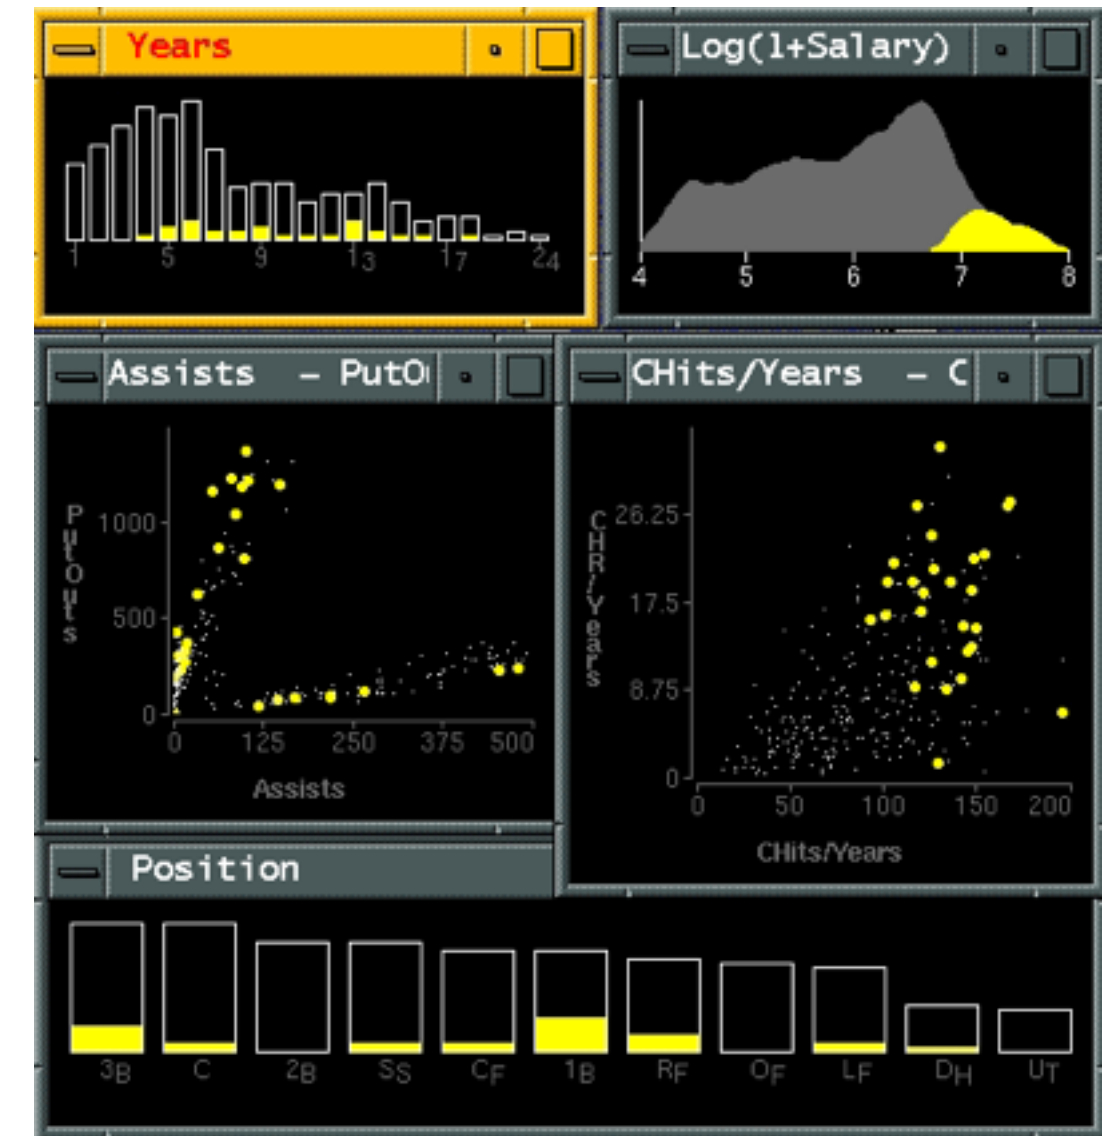 Years
Log(1+Salary)
1 5 9 13 17 24
4 5 6 7 8
Assists - PutO
CHits/Years - C
PutOuts
1000
500
0
0 125 250 375 500
Assists
CHR/Years
26.25
17.5
8.75
0
0 50 100 150 200
CHits/Years
Position
3B C 2B SS CF 1B RF OF LF DH UT